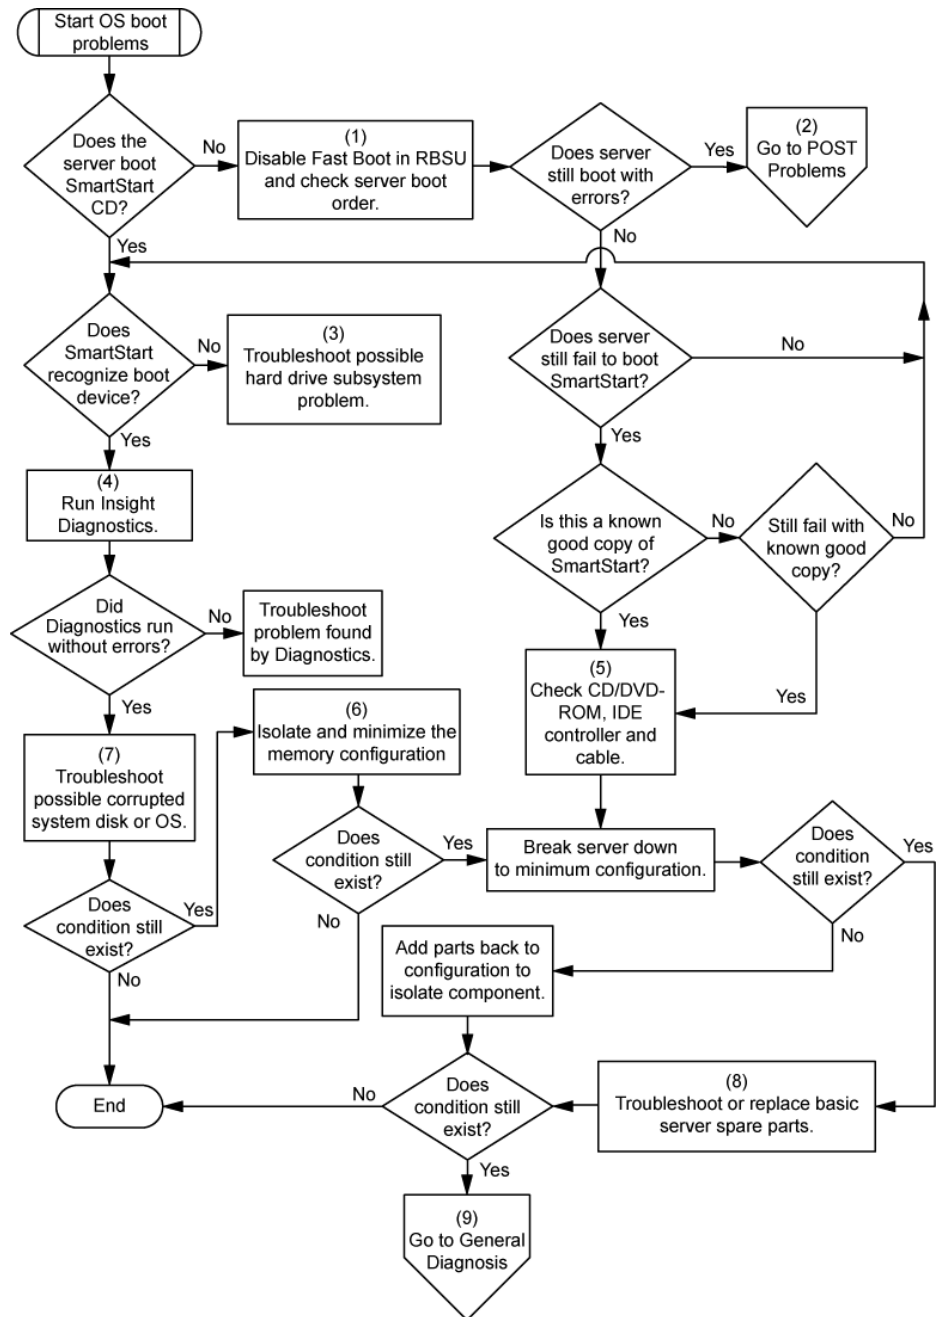 Start OS boot
problems
Does the
server boot
SmartStart
CD?
No
(1)
Disable Fast Boot in RBSU
and check server boot
order.
Does server
still boot with
errors?
Yes
(2)
Go to POST
Problems
Yes
No
Does
SmartStart
recognize boot
device?
No
(3)
Troubleshoot possible
hard drive subsystem
problem.
Does server
still fail to boot
SmartStart?
No
Yes
Yes
(4)
Run Insight
Diagnostics.
Is this a known
good copy of
SmartStart?
No
Still fail with
known good
copy?
No
Did
Diagnostics run
without errors?
No
Troubleshoot
problem found
by Diagnostics.
Yes
Yes
(5)
Check CD/DVD-
ROM, IDE
controller and
cable.
Yes
(6)
Isolate and minimize the
memory configuration
(7)
Troubleshoot
possible corrupted
system disk or OS.
Does
condition still
exist?
Yes
Break server down
to minimum configuration.
Does
condition
still exist?
Yes
Does
condition still
exist?
Yes
No
No
No
Add parts back to
configuration to
isolate component.
End
No
Does
condition still
exist?
(8)
Troubleshoot or replace basic
server spare parts.
Yes
(9)
Go to General
Diagnosis